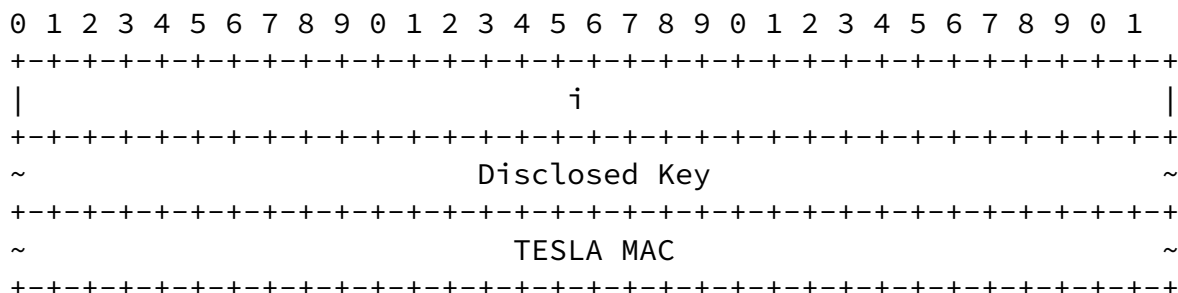 0 1 2 3 4 5 6 7 8 9 0 1 2 3 4 5 6 7 8 9 0 1 2 3 4 5 6 7 8 9 0 1
+-+-+-+-+-+-+-+-+-+-+-+-+-+-+-+-+-+-+-+-+-+-+-+-+-+-+-+-+-+-+-+-+
|                              i                                |
+-+-+-+-+-+-+-+-+-+-+-+-+-+-+-+-+-+-+-+-+-+-+-+-+-+-+-+-+-+-+-+-+
~                         Disclosed Key                         ~
+-+-+-+-+-+-+-+-+-+-+-+-+-+-+-+-+-+-+-+-+-+-+-+-+-+-+-+-+-+-+-+-+
~                           TESLA MAC                           ~
+-+-+-+-+-+-+-+-+-+-+-+-+-+-+-+-+-+-+-+-+-+-+-+-+-+-+-+-+-+-+-+-+